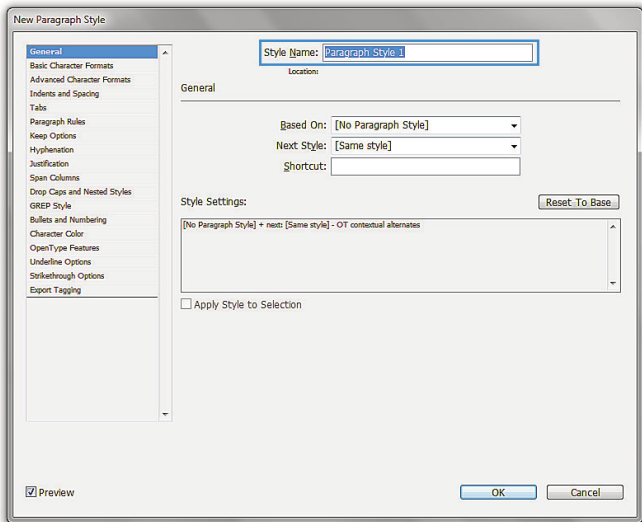 New Paragraph Style
General
Basic Character Formats
Advanced Character Formats
Indents and Spacing
Tabs
Paragraph Rules
Keep Options
Hyphenation
Justification
Span Columns
Drop Caps and Nested Styles
GREP Style
Bullets and Numbering
Character Color
OpenType Features
Underline Options
Strikethrough Options
Export Tagging
Style Name: Paragraph Style 1
Location:
General
Based On: [No Paragraph Style]
Next Style: [Same style]
Shortcut:
Style Settings: Reset To Base
[No Paragraph Style] + next: [Same style] - OT contextual alternates
Apply Style to Selection
Preview
OK Cancel